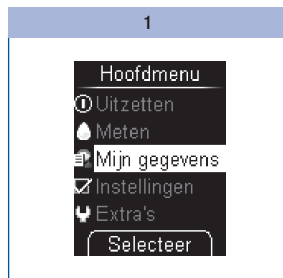 1
Hoofdmenu
Uitzetten
Meten
Mijn gegevens
Instellingen
Extra's
Selecteer